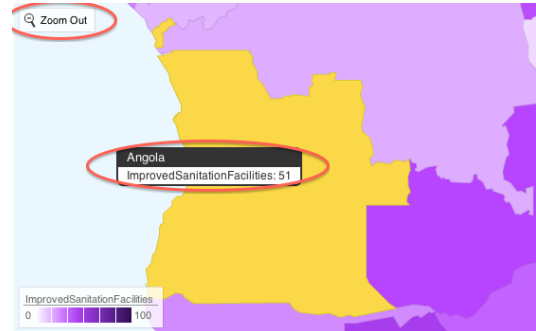 Zoom Out
Angola
ImprovedSanitationFacilities: 51
ImprovedSanitationFacilities
0 100